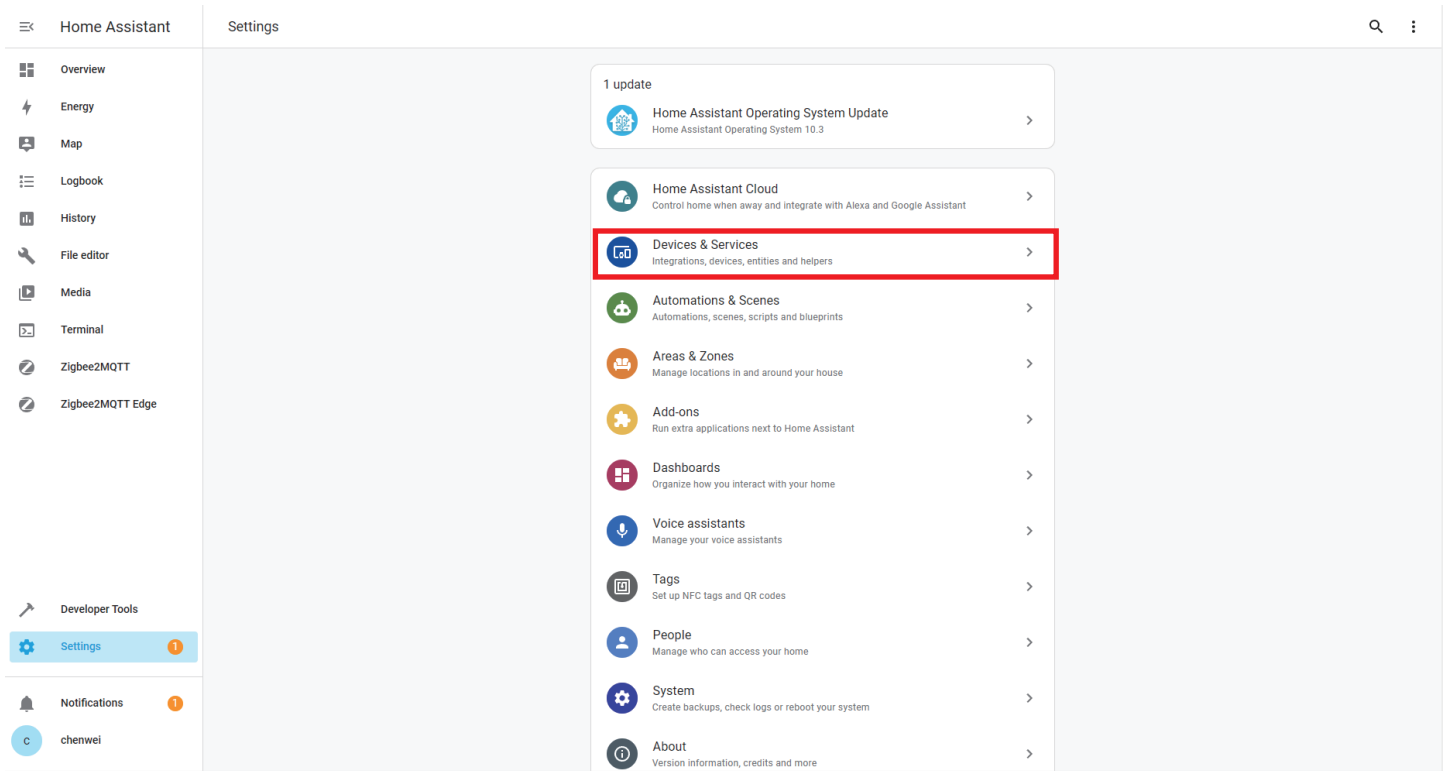 Home Assistant
Settings
Overview
Energy
Map
Logbook
History
File editor
Media
Terminal
Zigbee2MQTT
Zigbee2MQTT Edge
Developer Tools
Settings 1
Notifications 1
c chenwei
1 update
Home Assistant Operating System Update
Home Assistant Operating System 10.3
Home Assistant Cloud
Control home when away and integrate with Alexa and Google Assistant
Devices & Services
Integrations, devices, entities and helpers
Automations & Scenes
Automations, scenes, scripts and blueprints
Areas & Zones
Manage locations in and around your house
Add-ons
Run extra applications next to Home Assistant
Dashboards
Organize how you interact with your home
Voice assistants
Manage your voice assistants
Tags
Set up NFC tags and QR codes
People
Manage who can access your home
System
Create backups, check logs or reboot your system
About
Version information, credits and more